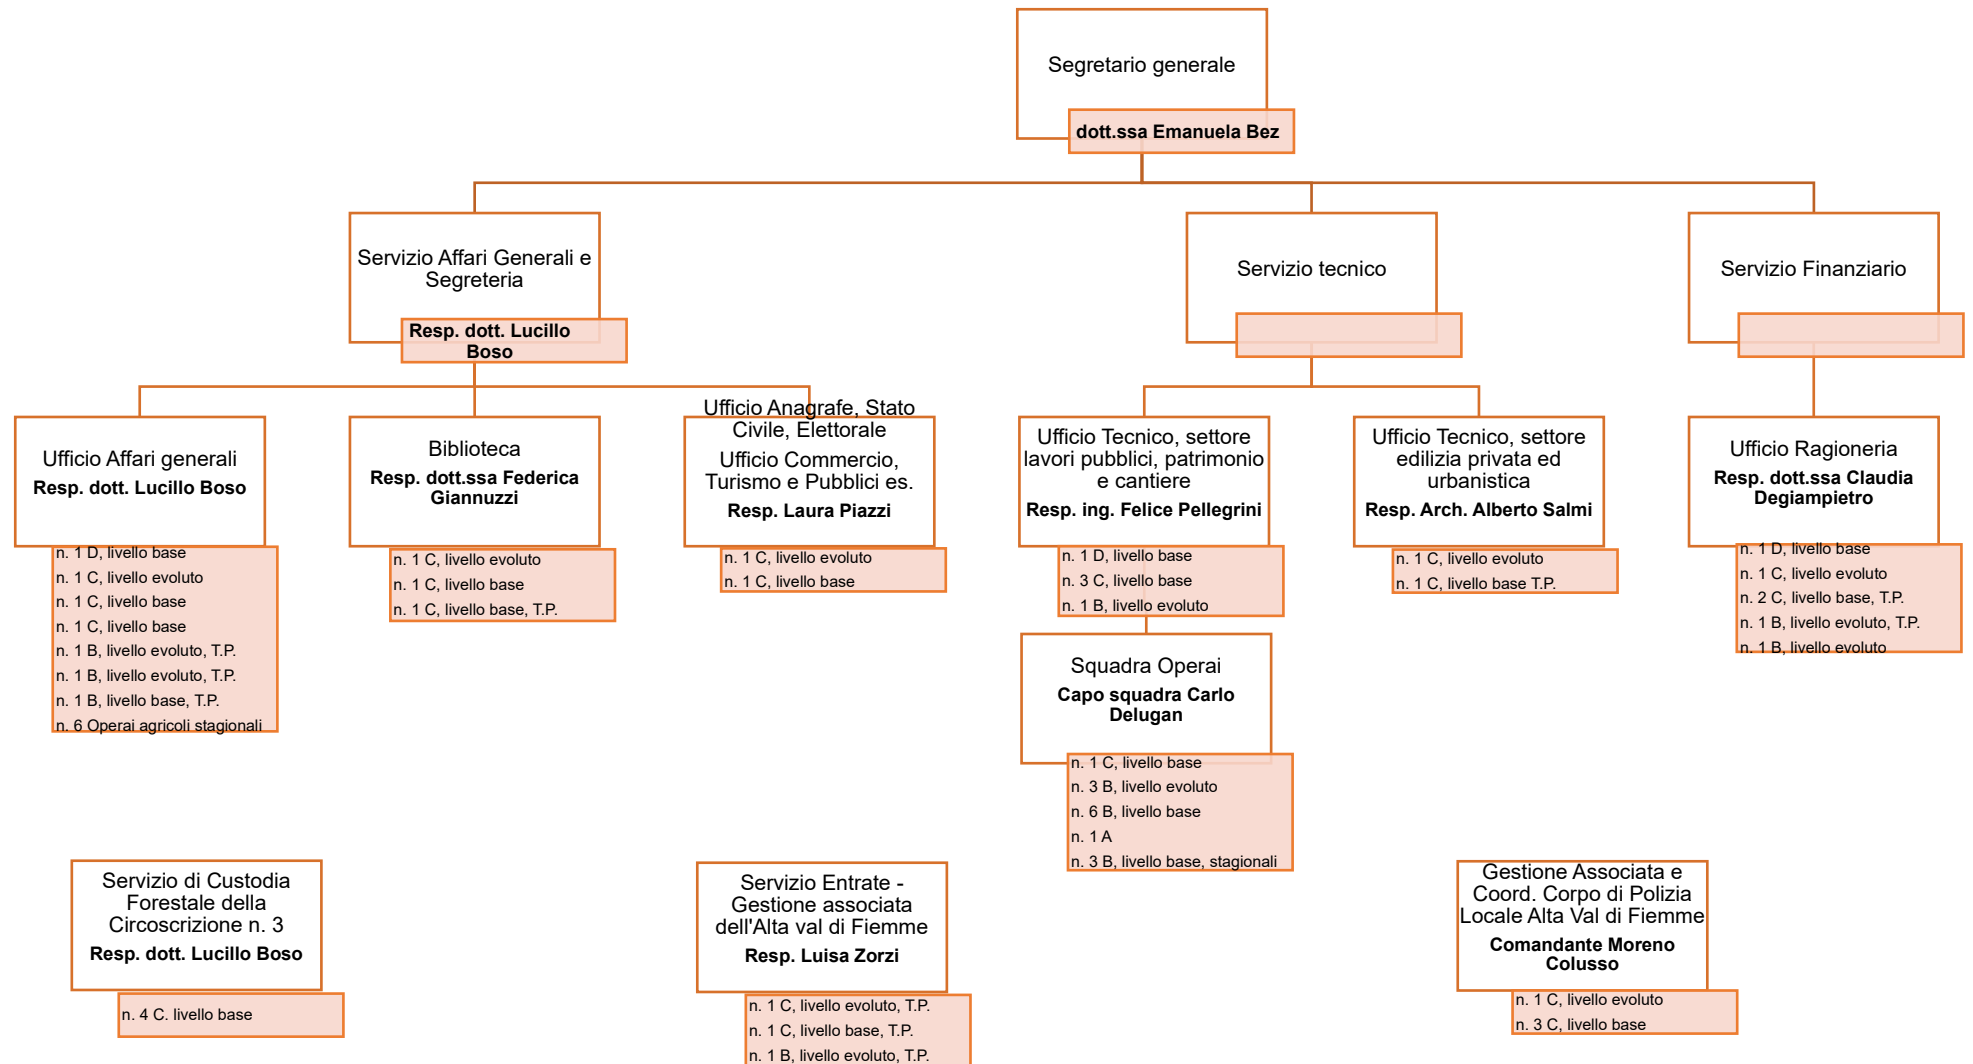 Segretario generale
dott.ssa Emanuela Bez
Servizio Affari Generali e
Segreteria
Resp. dott. Lucillo
Boso
Servizio tecnico
Servizio Finanziario
Ufficio Affari generali
Resp. dott. Lucillo Boso
n. 1 D, livello base
n. 1 C, livello evoluto
n. 1 C, livello base
n. 1 C, livello base
n. 1 B, livello evoluto, T.P.
n. 1 B, livello evoluto, T.P.
n. 1 B, livello base, T.P.
n. 6 Operai agricoli stagionali
Biblioteca
Resp. dott.ssa Federica
Giannuzzi
n. 1 C, livello evoluto
n. 1 C, livello base
n. 1 C, livello base, T.P.
Ufficio Anagrafe, Stato
Civile, Elettorale
Ufficio Commercio,
Turismo e Pubblici es.
Resp. Laura Piazzi
n. 1 C, livello evoluto
n. 1 C, livello base
Ufficio Tecnico, settore
lavori pubblici, patrimonio
e cantiere
Resp. ing. Felice Pellegrini
n. 1 D, livello base
n. 3 C, livello base
n. 1 B, livello evoluto
Squadra Operai
Capo squadra Carlo
Delugan
n. 1 C, livello base
n. 3 B, livello evoluto
n. 6 B, livello base
n. 1 A
n. 3 B, livello base, stagionali
Ufficio Tecnico, settore
edilizia privata ed
urbanistica
Resp. Arch. Alberto Salmi
n. 1 C, livello evoluto
n. 1 C, livello base T.P.
Ufficio Ragioneria
Resp. dott.ssa Claudia
Degiampietro
n. 1 D, livello base
n. 1 C, livello evoluto
n. 2 C, livello base, T.P.
n. 1 B, livello evoluto, T.P.
n. 1 B, livello evoluto
Servizio di Custodia
Forestale della
Circoscrizione n. 3
Resp. dott. Lucillo Boso
n. 4 C. livello base
Servizio Entrate -
Gestione associata
dell'Alta val di Fiemme
Resp. Luisa Zorzi
n. 1 C, livello evoluto, T.P.
n. 1 C, livello base, T.P.
n. 1 B, livello evoluto, T.P.
Gestione Associata e
Coord. Corpo di Polizia
Locale Alta Val di Fiemme
Comandante Moreno
Colusso
n. 1 C, livello evoluto
n. 3 C, livello base